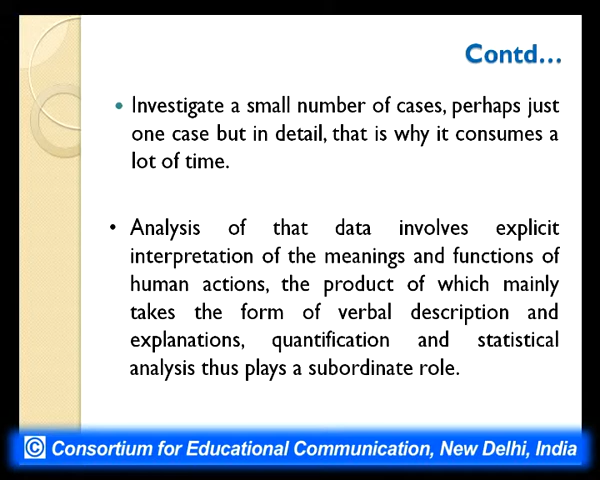 Contd...
• Investigate a small number of cases, perhaps just
one case but in detail, that is why it consumes a
lot of time.
• Analysis of that data involves explicit
interpretation of the meanings and functions of
human actions, the product of which mainly
takes the form of verbal description and
explanations, quantification and statistical
analysis thus plays a subordinate role.
© Consortium for Educational Communication, New Delhi, India